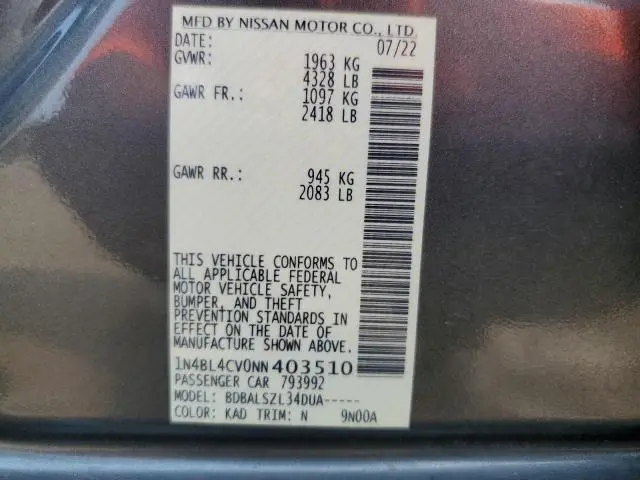 MFD BY NISSAN MOTOR CO., LTD.
DATE: 07/22
GVWR: 1963 KG
4328 LB
GAWR FR.: 1097 KG
2418 LB
GAWR RR.: 945 KG
2083 LB
THIS VEHICLE CONFORMS TO
ALL APPLICABLE FEDERAL
MOTOR VEHICLE SAFETY,
BUMPER, AND THEFT
PREVENTION STANDARDS IN
EFFECT ON THE DATE OF
MANUFACTURE SHOWN ABOVE.
1N4BL4CV0NN403510
PASSENGER CAR 793992
MODEL: BDBALSZL34DUA-----
COLOR: KAD TRIM: N 9N00A